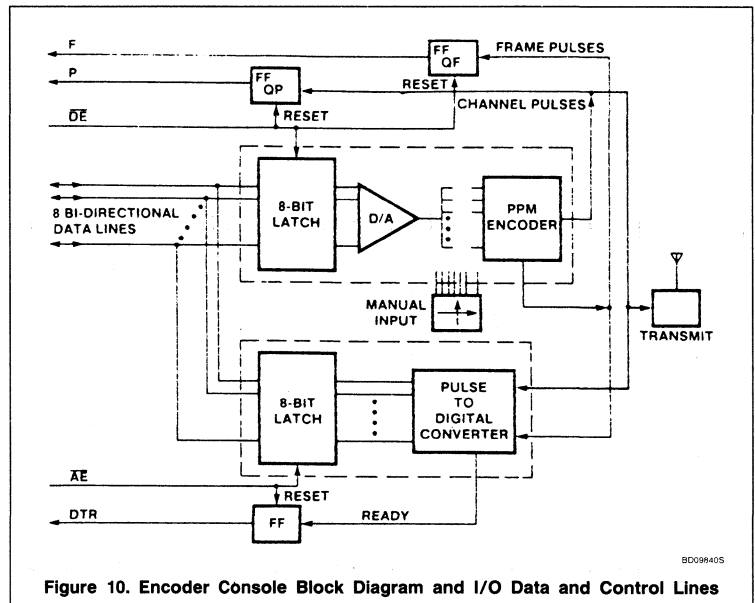 F
FF
QF
FRAME PULSES
P
FF
QP
RESET
CHANNEL PULSES
D̅E̅
RESET
8-BIT
LATCH
D/A
PPM
ENCODER
8 BI-DIRECTIONAL
DATA LINES
MANUAL
INPUT
TRANSMIT
8-BIT
LATCH
PULSE
TO
DIGITAL
CONVERTER
A̅E̅
RESET
DTR
FF
READY
BD09840S
Figure 10. Encoder Console Block Diagram and I/O Data and Control Lines